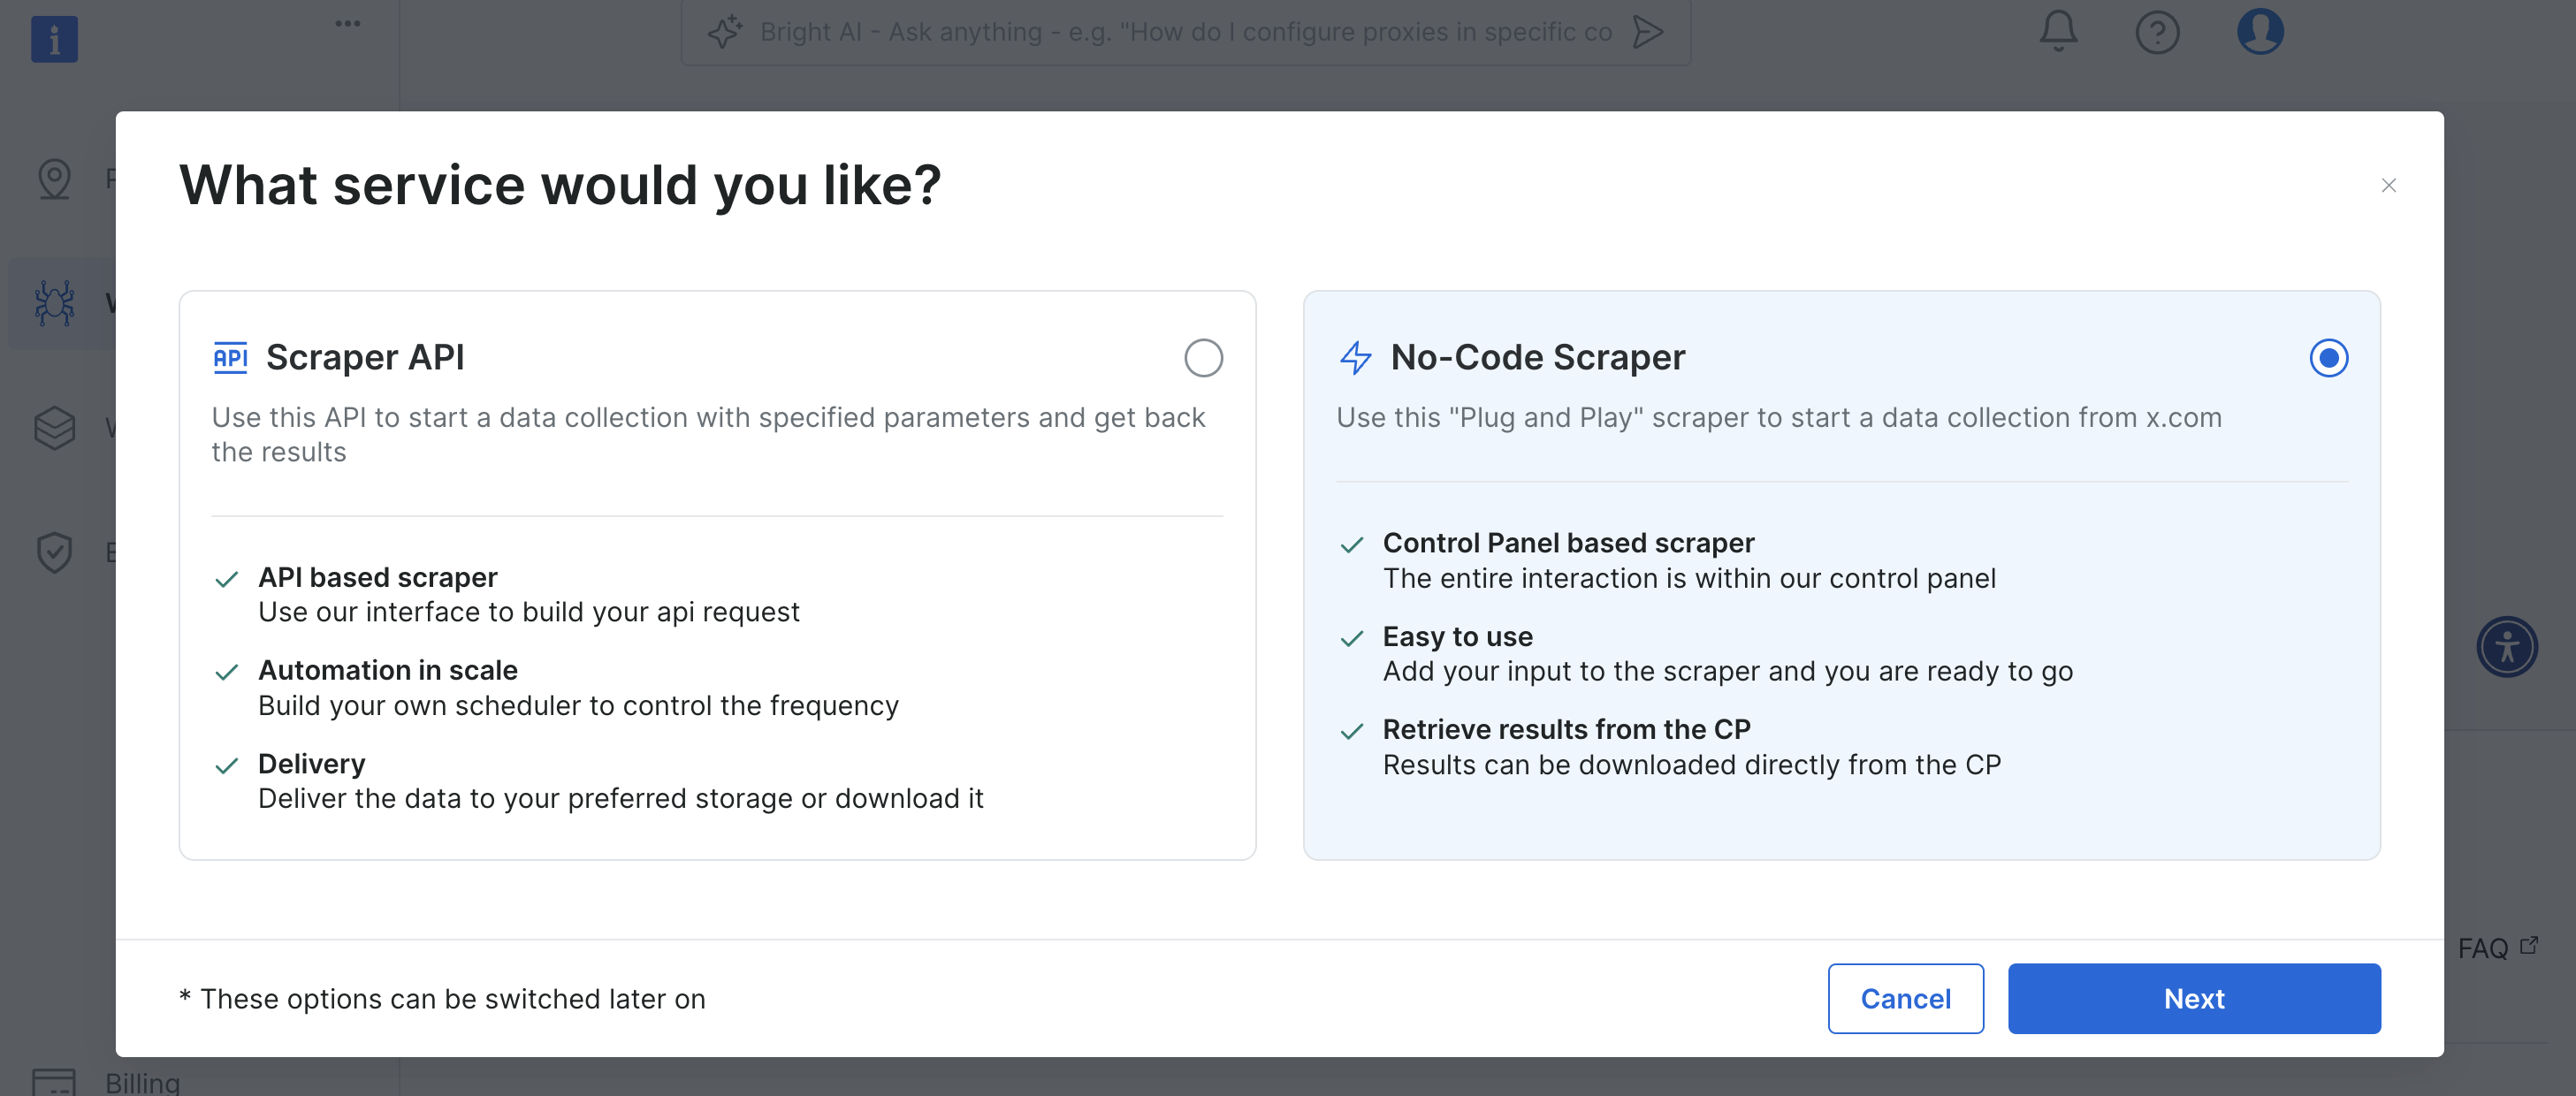 Bright AI - Ask anything - e.g. "How do I configure proxies in specific co
What service would you like?
API Scraper API
Use this API to start a data collection with specified parameters and get back
the results
API based scraper
Use our interface to build your api request
Automation in scale
Build your own scheduler to control the frequency
Delivery
Deliver the data to your preferred storage or download it
No-Code Scraper
Use this "Plug and Play" scraper to start a data collection from x.com
Control Panel based scraper
The entire interaction is within our control panel
Easy to use
Add your input to the scraper and you are ready to go
Retrieve results from the CP
Results can be downloaded directly from the CP
* These options can be switched later on
Cancel
Next
FAQ
Billing